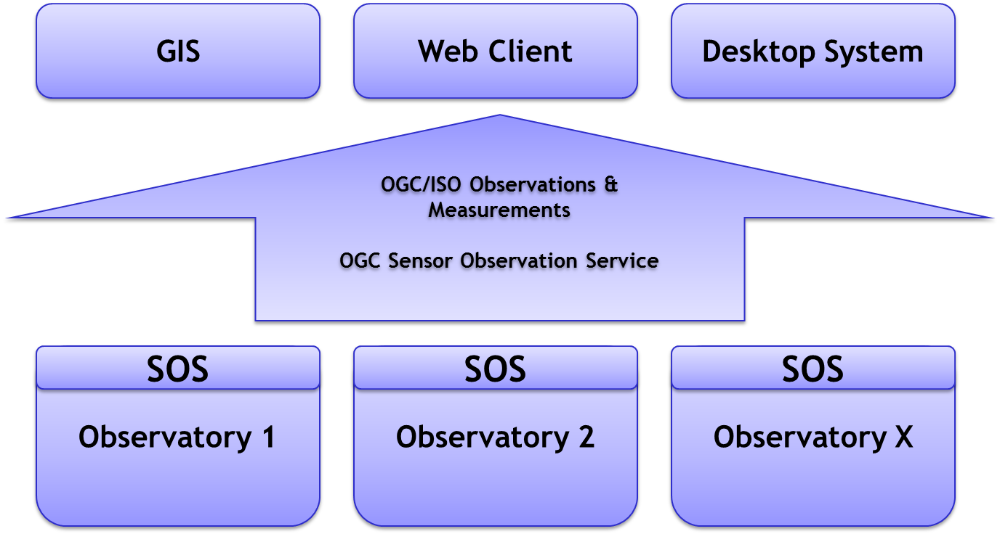 GIS
Web Client
Desktop System
OGC/ISO Observations &
Measurements
OGC Sensor Observation Service
SOS
SOS
SOS
Observatory 1
Observatory 2
Observatory X